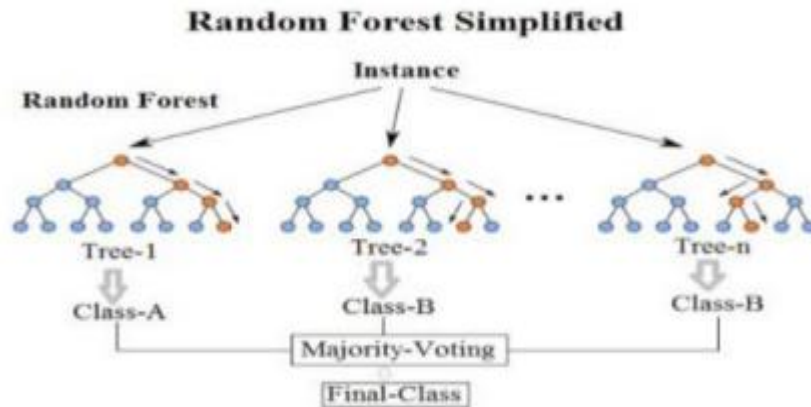 Random Forest Simplified
Instance
Random Forest
Tree-1 Tree-2 Tree-n
Class-A Class-B Class-B
Majority-Voting
Final-Class